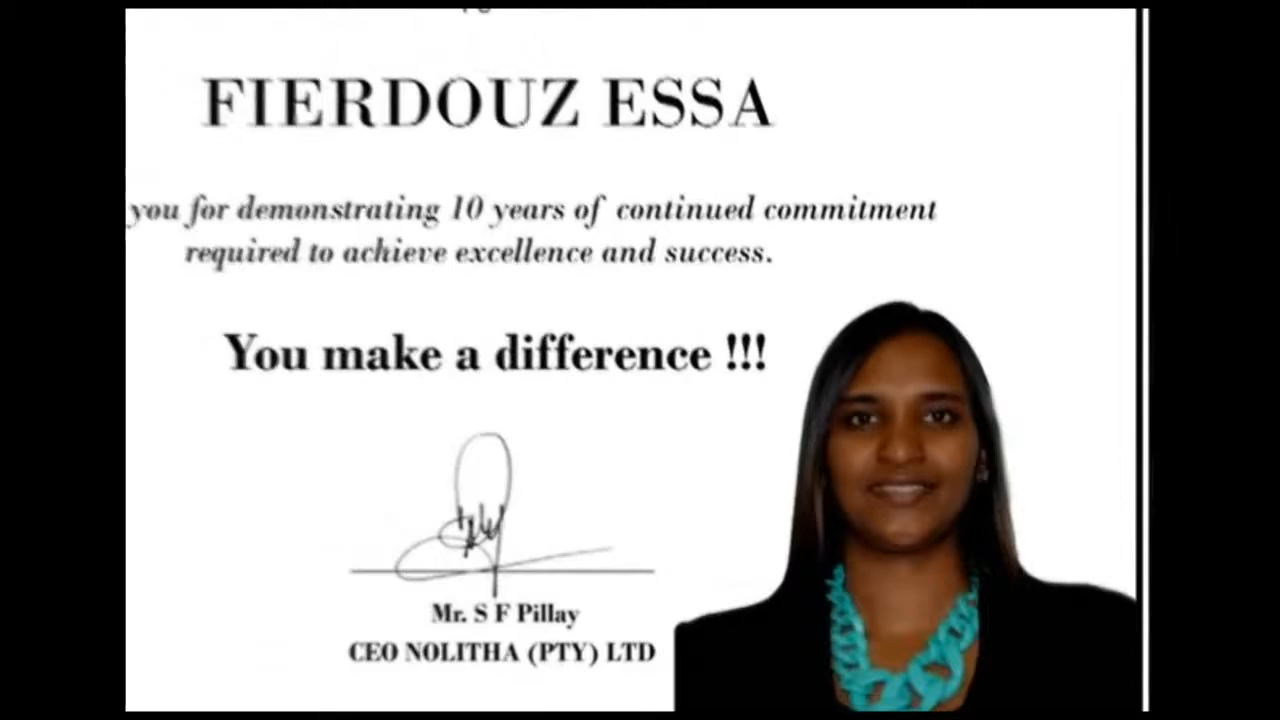 FIERDOUZ ESSA
you for demonstrating 10 years of continued commitment
required to achieve excellence and success.
You make a difference !!!
Mr. S F Pillay
CEO NOLITHA (PTY) LTD